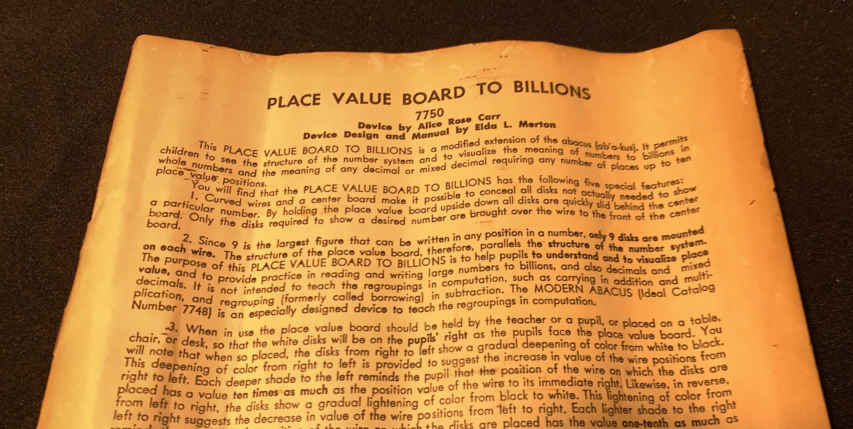 PLACE VALUE BOARD TO BILLIONS
7750
Device by Alice Rose Carr
Device Design and Manual by Elda L. Merton
This PLACE VALUE BOARD TO BILLIONS is a modified extension of the abacus (ab'a-kus). It permits
children to see the structure of the number system and to visualize the meaning of numbers to billions in
whole numbers and the meaning of any decimal or mixed decimal requiring any number of places up to ten
place value positions.
You will find that the PLACE VALUE BOARD TO BILLIONS has the following five special features:
1. Curved wires and a center board make it possible to conceal all disks not actually needed to show
a particular number. By holding the place value board upside down all disks are quickly slid behind the center
board. Only the disks required to show a desired number are brought over the wire to the front of the center
board.
2. Since 9 is the largest figure that can be written in any position in a number, only 9 disks are mounted
on each wire. The structure of the place value board, therefore, parallels the structure of the number system.
The purpose of this PLACE VALUE BOARD TO BILLIONS is to help pupils to understand and to visualize place
value, and to provide practice in reading and writing large numbers to billions, and also decimals and mixed
decimals. It is not intended to teach the regroupings in computation, such as carrying in addition and multi-
plication, and regrouping (formerly called borrowing) in subtraction. The MODERN ABACUS (Ideal Catalog
Number 7748) is an especially designed device to teach the regroupings in computation.
3. When in use the place value board should be held by the teacher or a pupil, or placed on a table,
chair, or desk, so that the white disks will be on the pupils' right as the pupils face the place value board. You
will note that when so placed, the disks from right to left show a gradual deepening of color from white to black.
This deepening of color from right to left is provided to suggest the increase in value of the wire positions from
right to left. Each deeper shade to the left reminds the pupil that the position of the wire on which the disks are
placed has a value ten times as much as the position value of the wire to its immediate right. Likewise, in reverse,
from left to right, the disks show a gradual lightening of color from black to white. This lightening of color from
left to right suggests the decrease in value of the wire positions from left to right. Each lighter shade to the right
of the wire on which the disks are placed has the value one-tenth as much as